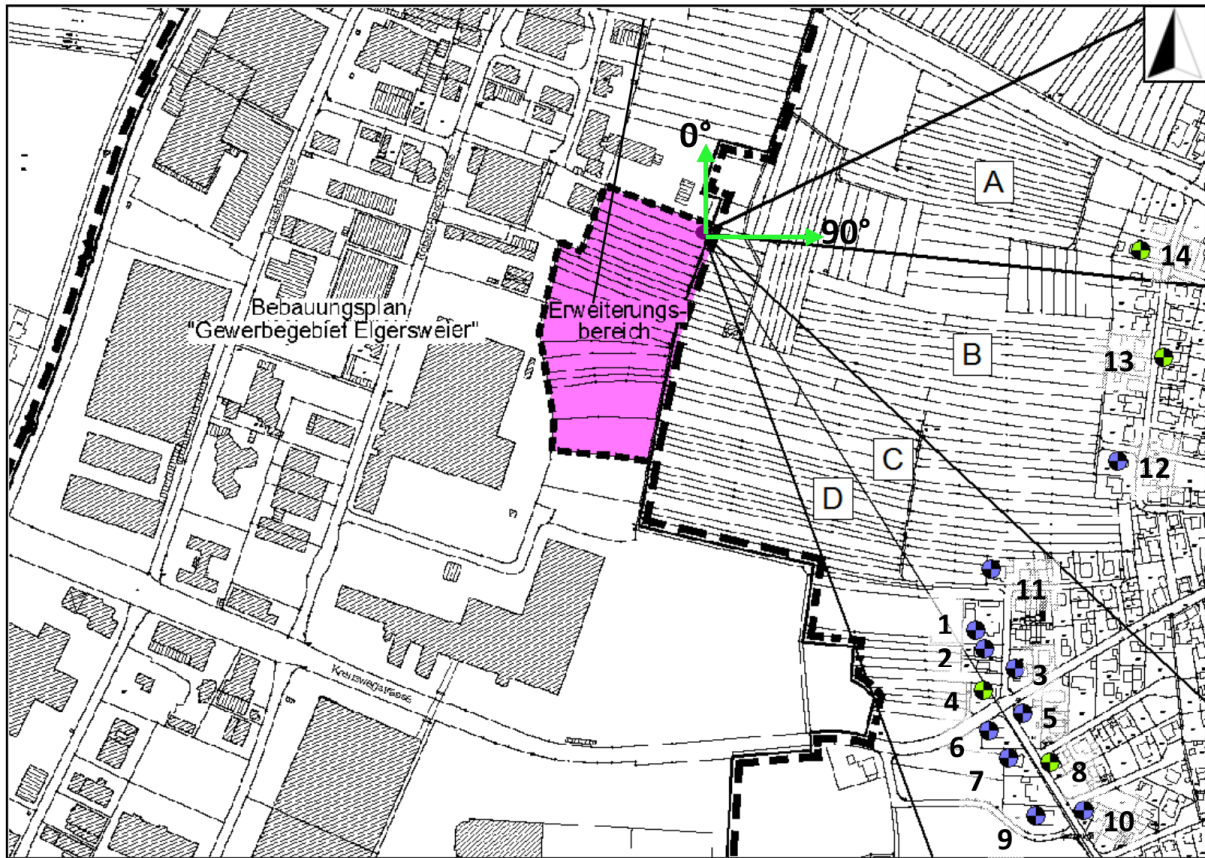 0°
90°
A
14
Bebauungsplan
"Gewerbegebiet Elgersweier"
Erweiterungs-
bereich
B
13
C
12
D
11
1
2
3
4
5
6
Kreiswegstrasse
7
8
9
10